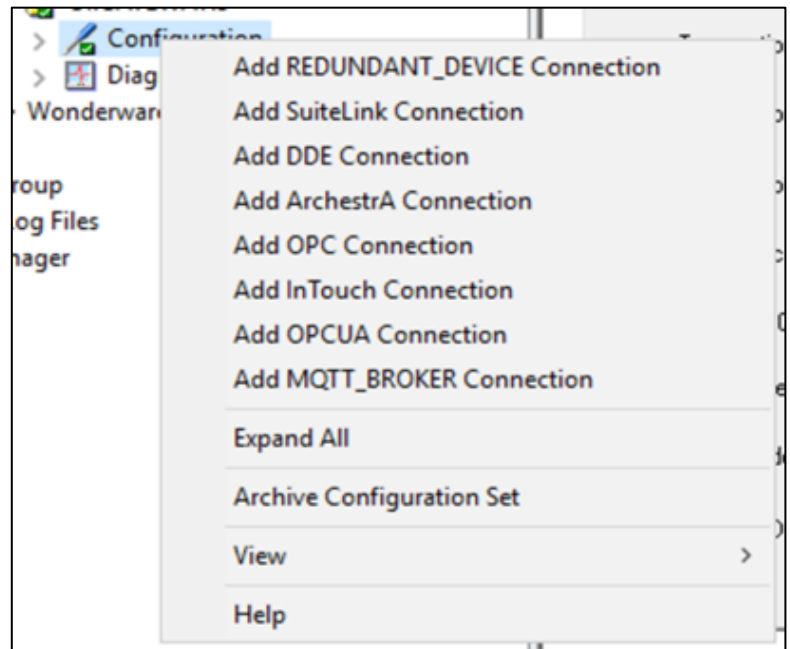 Configuration
Add REDUNDANT_DEVICE Connection
Diag
Add SuiteLink Connection
Wonderwar
Add DDE Connection
Add ArchestrA Connection
roup
og Files
Add OPC Connection
nager
Add InTouch Connection
Add OPCUA Connection
Add MQTT_BROKER Connection
Expand All
Archive Configuration Set
View
Help